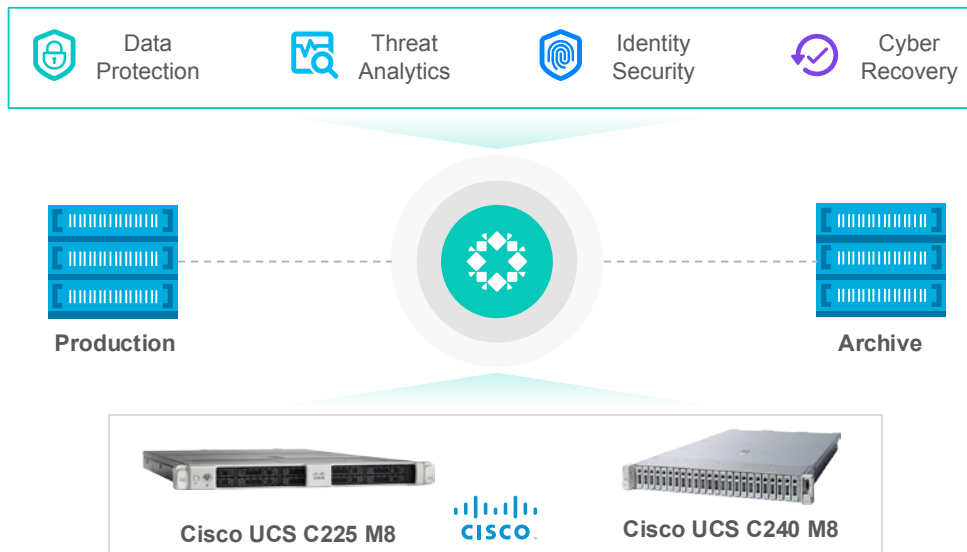 Data
Protection
Threat
Analytics
Identity
Security
Cyber
Recovery
Production
Archive
Cisco UCS C225 M8
CISCO
Cisco UCS C240 M8